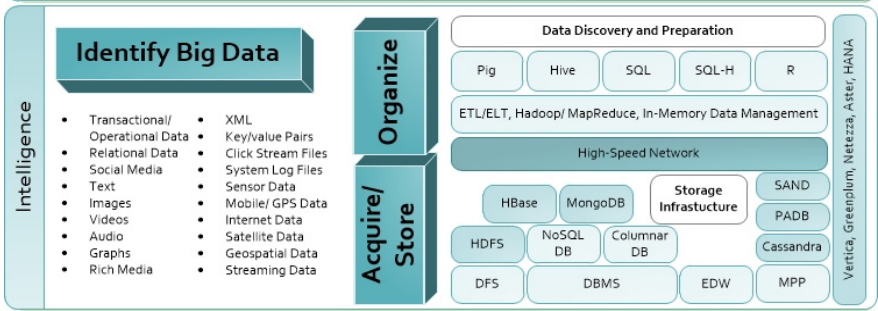 Intelligence
Identify Big Data
Transactional/
Operational Data
Relational Data
Social Media
Text
Images
Videos
Audio
Graphs
Rich Media
XML
Key/value Pairs
Click Stream Files
System Log Files
Sensor Data
Mobile/ GPS Data
Internet Data
Satellite Data
Geospatial Data
Streaming Data
Organize
Acquire/
Store
Data Discovery and Preparation
Pig
Hive
SQL
SQL-H
R
ETL/ELT, Hadoop/ MapReduce, In-Memory Data Management
High-Speed Network
HBase
MongoDB
Storage
Infrastucture
SAND
PADB
HDFS
NoSQL
DB
Columnar
DB
Cassandra
DFS
DBMS
EDW
MPP
Vertica, Greenplum, Netezza, Aster, HANA